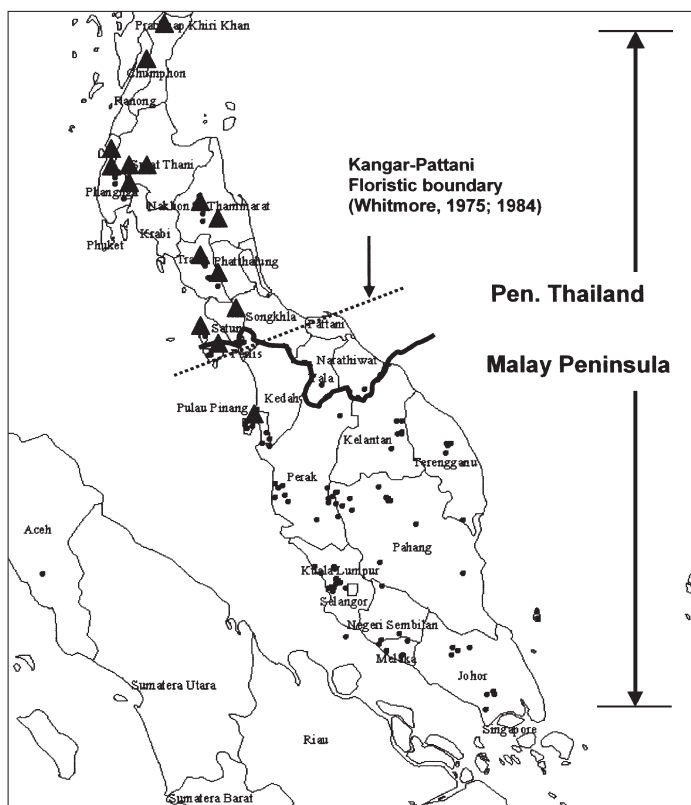 Prachuap Khiri Khan
Chumphon
Ranong
Surat Thani
Phangnga
Nakhon Si Thammarat
Krabi
Phuket
Trang
Phatthalung
Songkhla
Satun
Pattani
Perlis
Narathiwat
Yala
Kedah
Pulau Pinang
Kelantan
Terengganu
Perak
Aceh
Pahang
Kuala Lumpur
Selangor
Negeri Sembilan
Melaka
Johor
Sumatera Utara
Singapore
Riau
Sumatera Barat
Kangar-Pattani
Floristic boundary
(Whitmore, 1975; 1984)
Pen. Thailand
Malay Peninsula